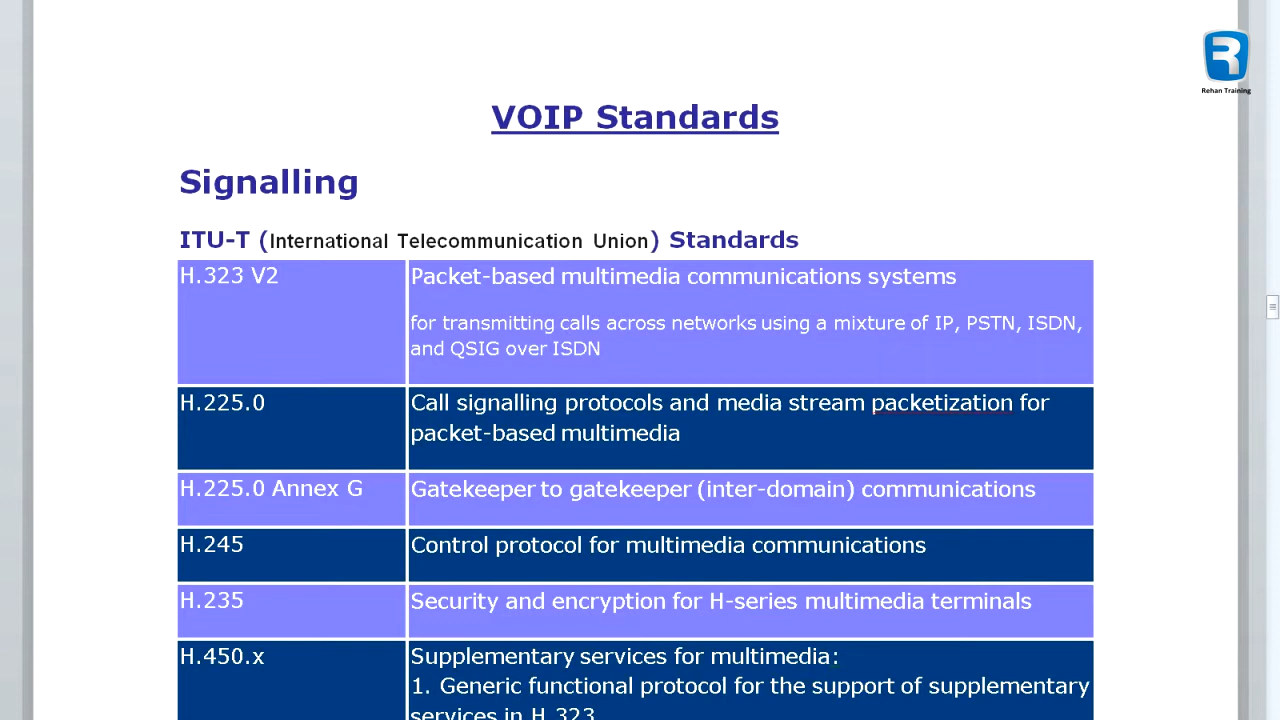 Rehan Training
VOIP Standards
Signalling
ITU-T (International Telecommunication Union) Standards
H.323 V2
Packet-based multimedia communications systems
for transmitting calls across networks using a mixture of IP, PSTN, ISDN,
and QSIG over ISDN
H.225.0
Call signalling protocols and media stream packetization for
packet-based multimedia
H.225.0 Annex G
Gatekeeper to gatekeeper (inter-domain) communications
H.245
Control protocol for multimedia communications
H.235
Security and encryption for H-series multimedia terminals
H.450.x
Supplementary services for multimedia:
1. Generic functional protocol for the support of supplementary
services in H.323